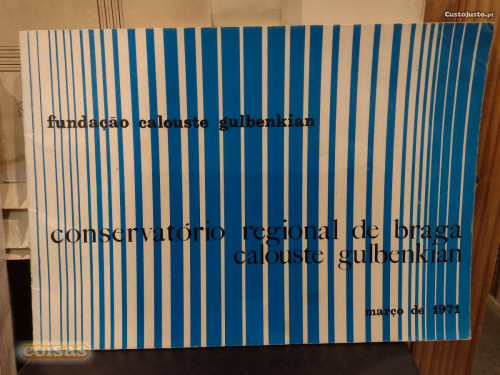 CustoJusto.pt
fundação calouste gulbenkian
conservatório regional de braga
calouste gulbenkian
março de 1971
coisas